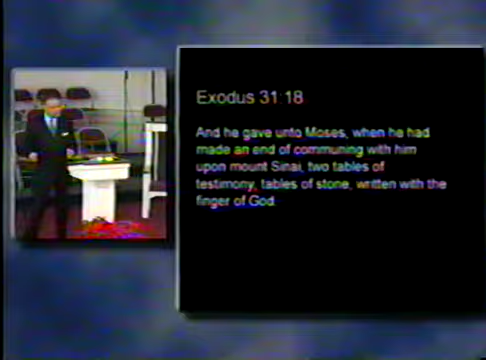 Exodus 31:18
And he gave unto Moses, when he had
made an end of communing with him
upon mount Sinai, two tables of
testimony, tables of stone, written with the
finger of God.